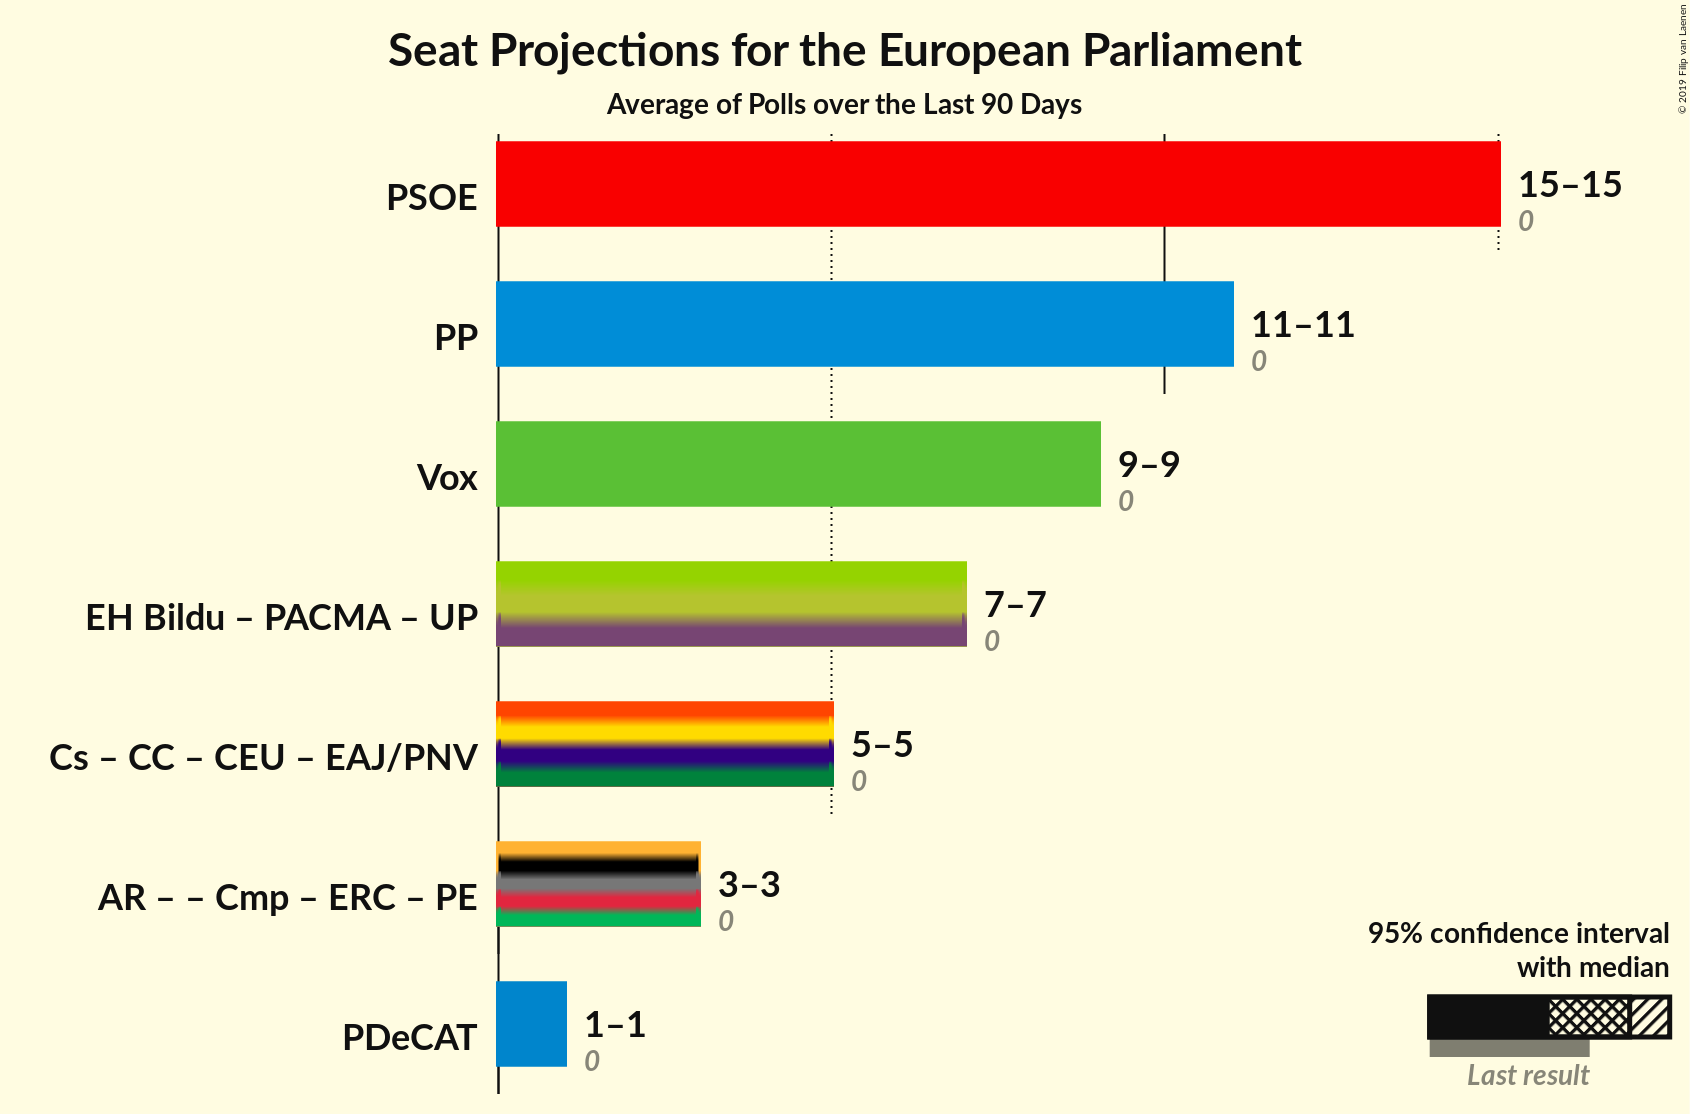 Seat Projections for the European Parliament
Average of Polls over the Last 90 Days
© 2019 Filip van Laenen
PSOE
15–15
0
PP
11–11
0
Vox
9–9
0
EH Bildu – PACMA – UP
7–7
0
Cs – CC – CEU – EAJ/PNV
5–5
0
AR – – Cmp – ERC – PE
3–3
0
PDeCAT
1–1
0
95% confidence interval
with median
Last result